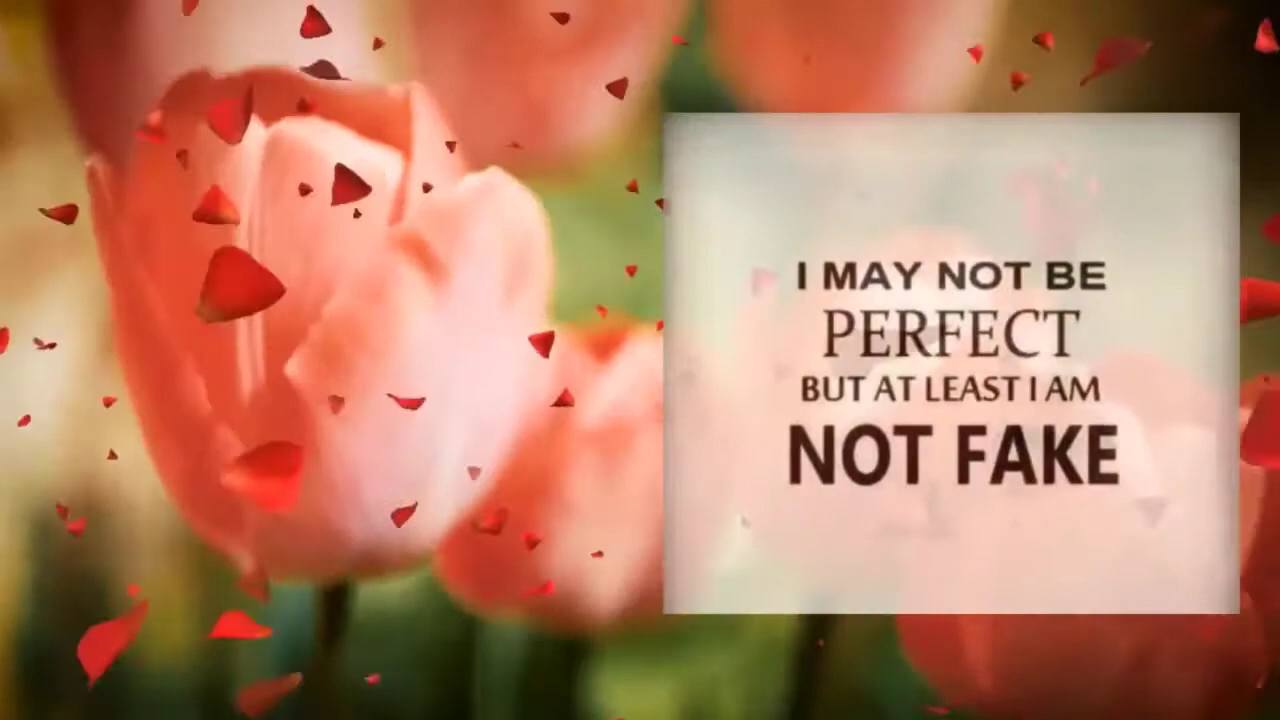 I MAY NOT BE
PERFECT
BUT AT LEAST I AM
NOT FAKE